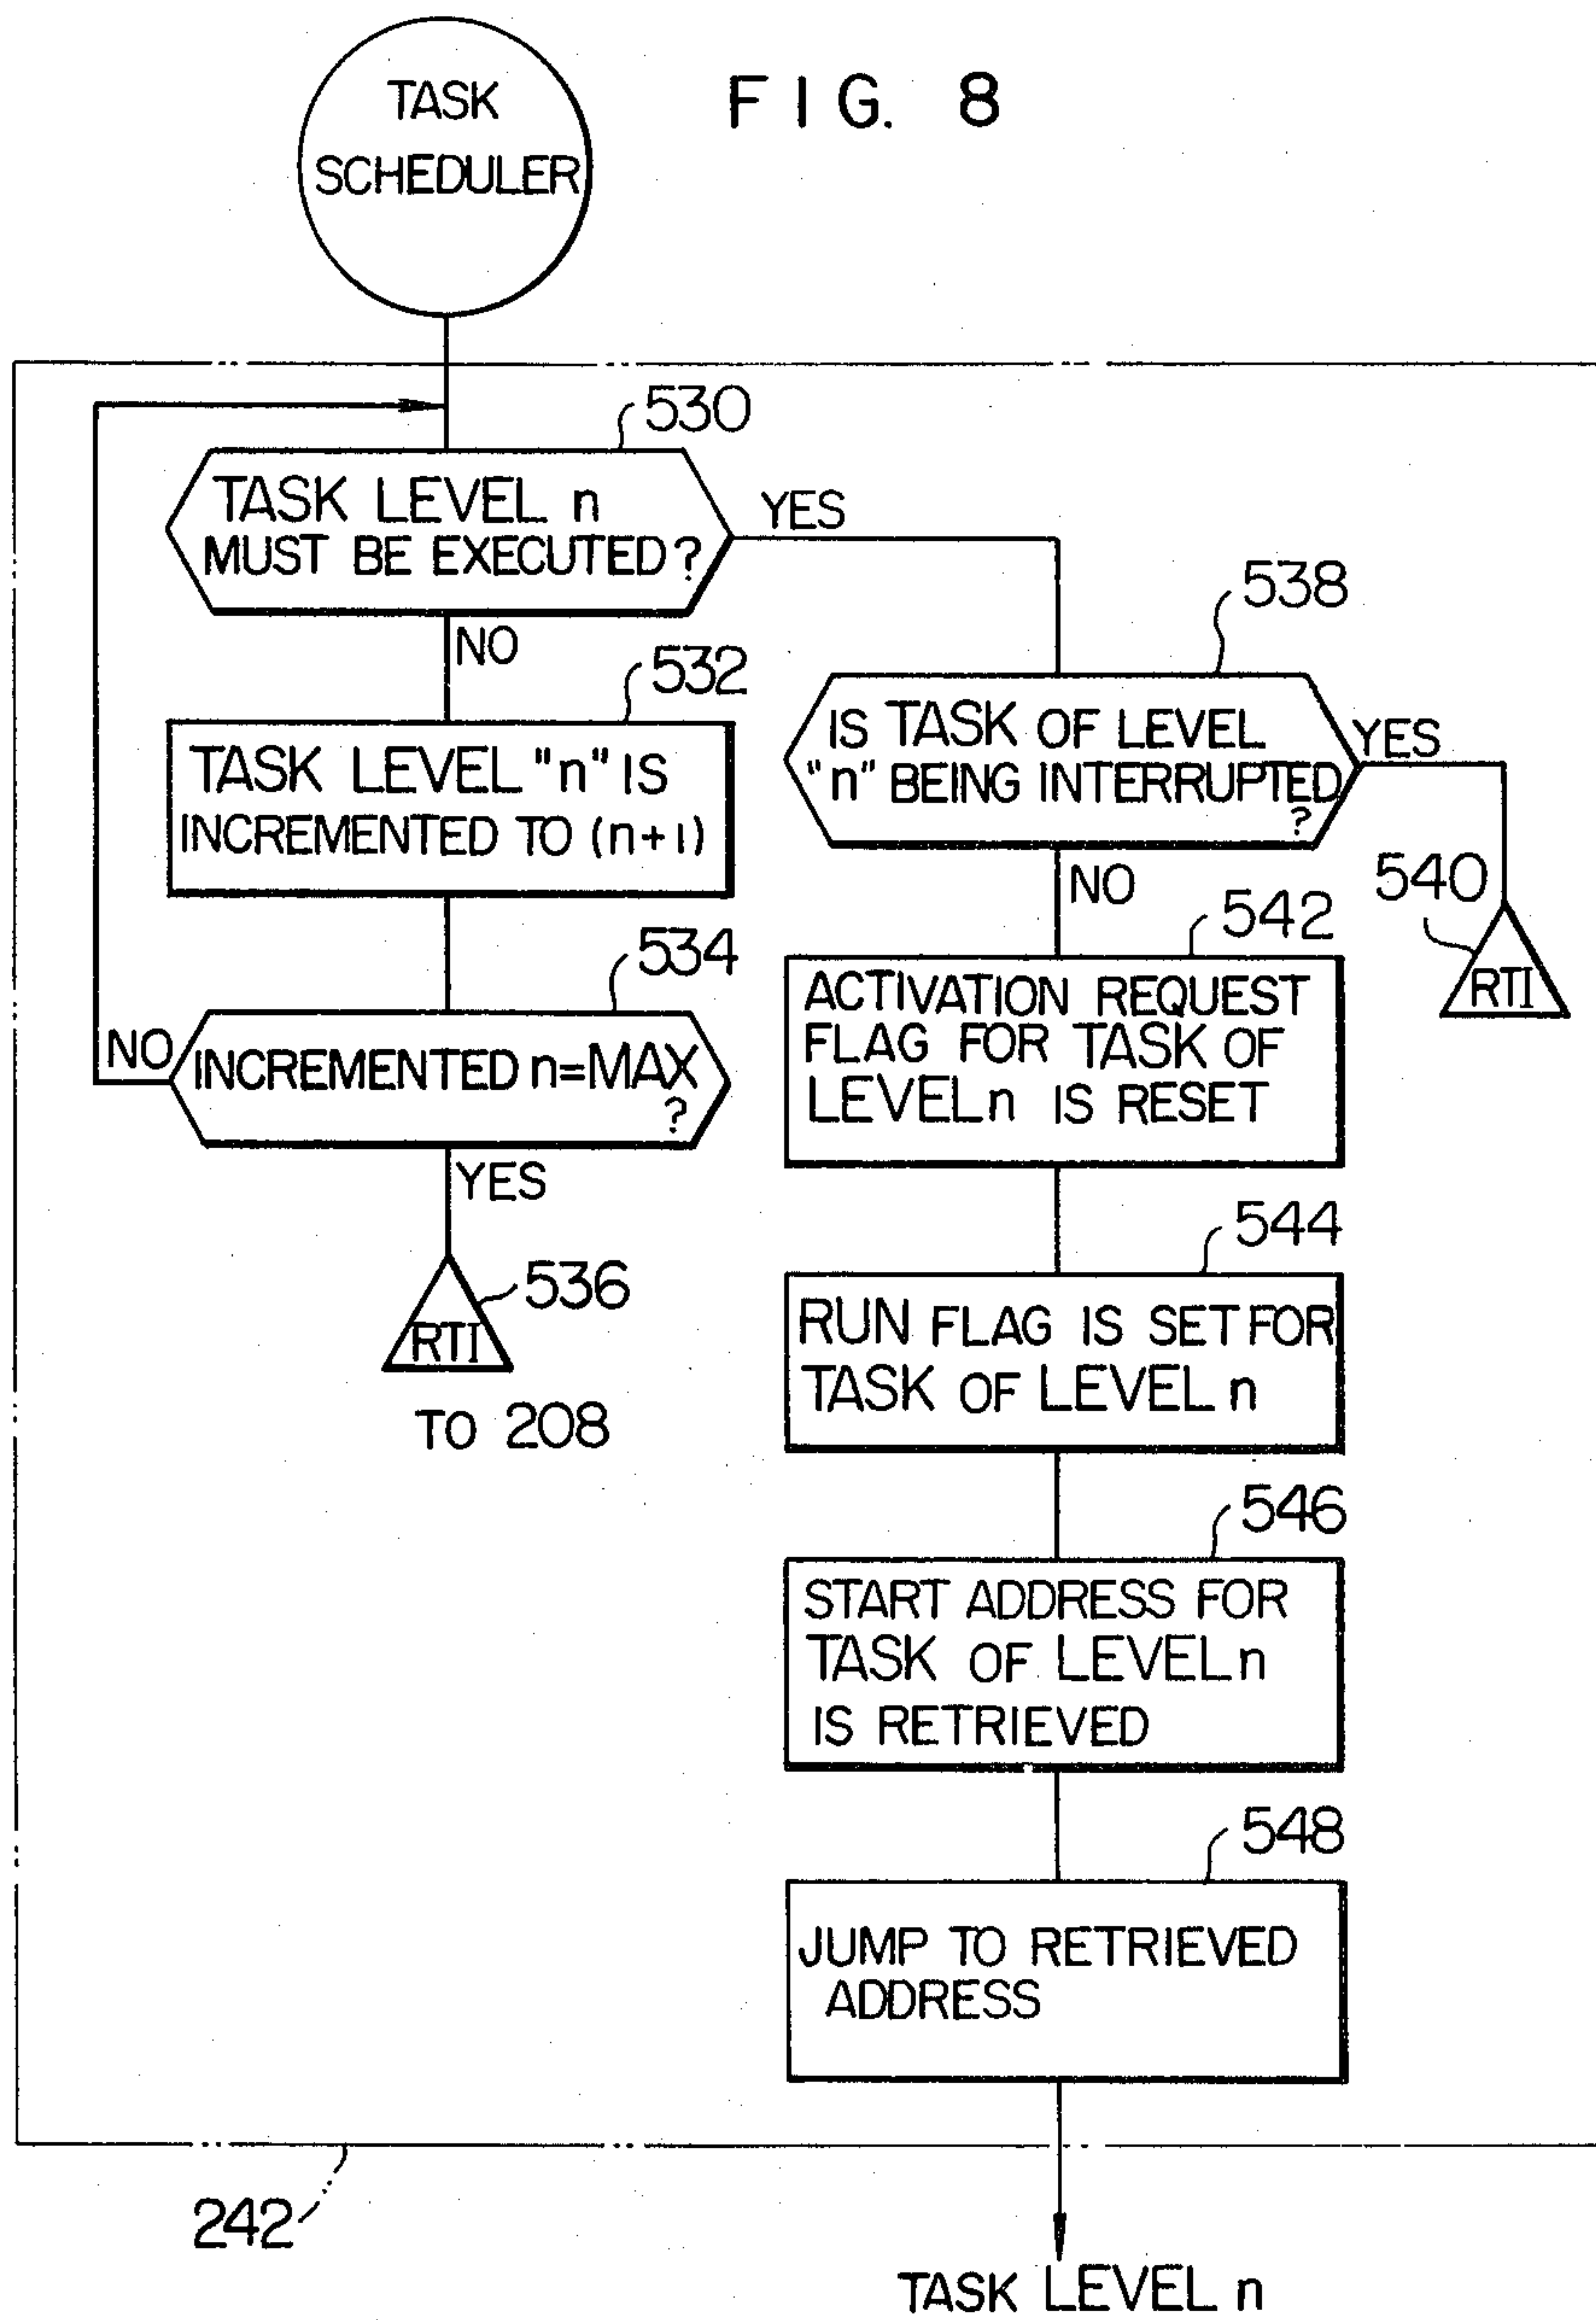 FIG. 8
TASK
SCHEDULER
530
TASK LEVEL n
MUST BE EXECUTED?
YES
NO
532
TASK LEVEL "n" IS
INCREMENTED TO (n+1)
534
INCREMENTED n=MAX
?
NO
YES
536
RTI
TO 208
538
IS TASK OF LEVEL
"n" BEING INTERRUPTED
?
YES
NO
540
RTI
542
ACTIVATION REQUEST
FLAG FOR TASK OF
LEVEL n IS RESET
544
RUN FLAG IS SET FOR
TASK OF LEVEL n
546
START ADDRESS FOR
TASK OF LEVEL n
IS RETRIEVED
548
JUMP TO RETRIEVED
ADDRESS
242
TASK LEVEL n